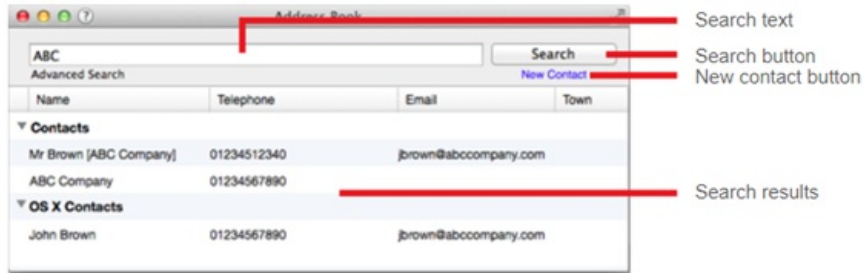 ?
Address Book
Search text
ABC
Search
Search button
Advanced Search
New Contact
New contact button
Name Telephone Email Town
Contacts
Mr Brown [ABC Company] 01234512340 jbrown@abccompany.com
ABC Company 01234567890
Search results
OS X Contacts
John Brown 01234567890 jbrown@abccompany.com